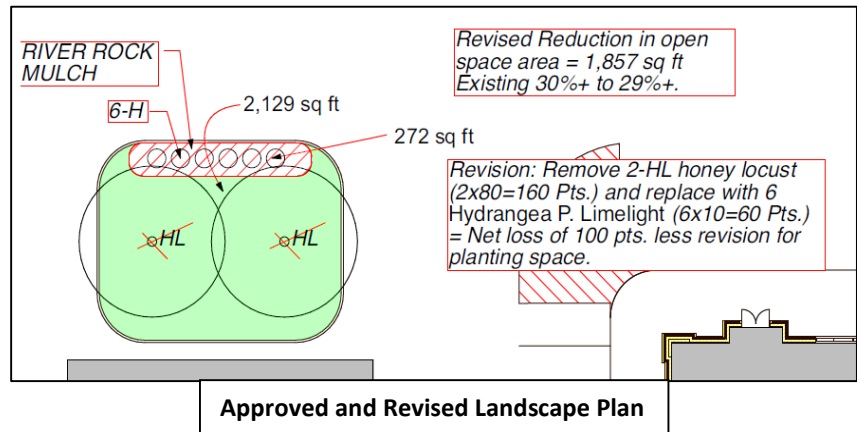 RIVER ROCK
MULCH
6-H
2,129 sq ft
272 sq ft
HL
HL
Revised Reduction in open
space area = 1,857 sq ft
Existing 30%+ to 29%+.
Revision: Remove 2-HL honey locust
(2x80=160 Pts.) and replace with 6
Hydrangea P. Limelight (6x10=60 Pts.)
= Net loss of 100 pts. less revision for
planting space.
Approved and Revised Landscape Plan